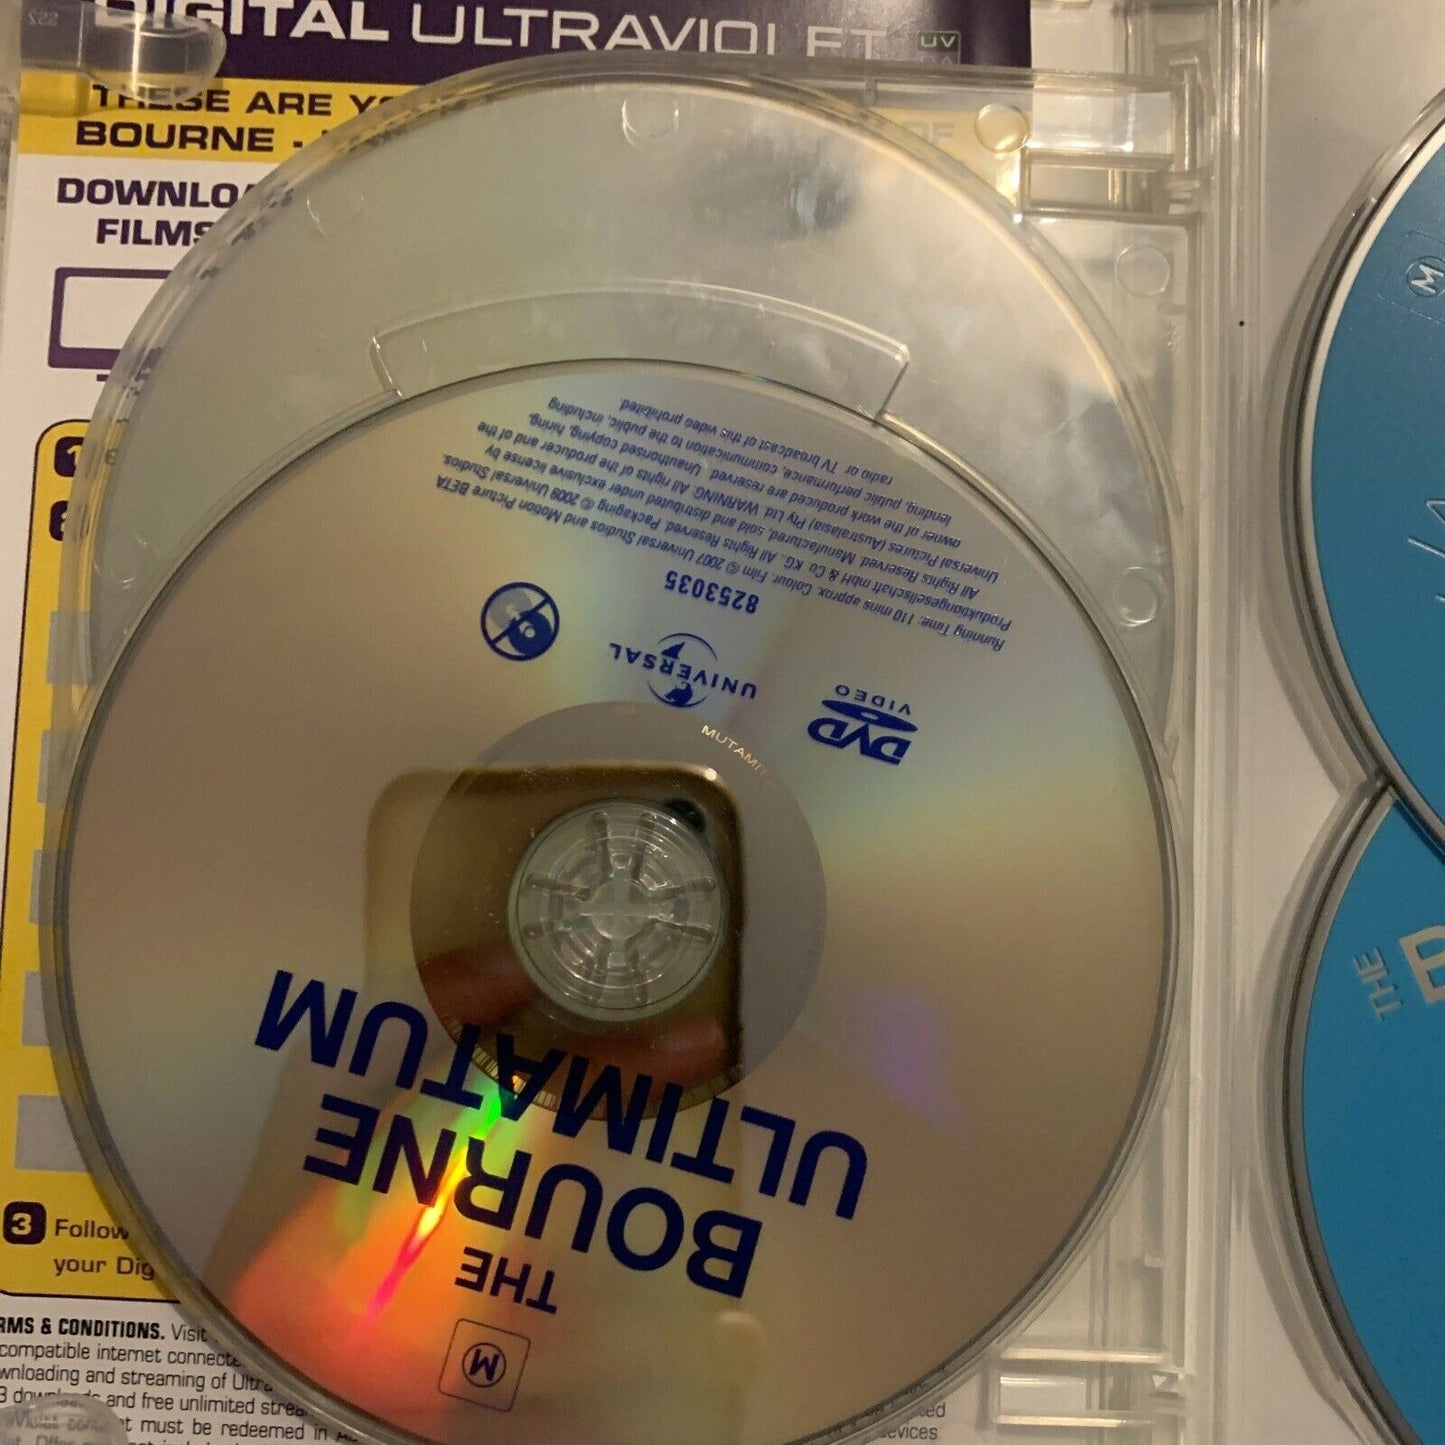 DIGITAL ULTRAVIOLET
UV
THESE ARE
BOURNE -
OF
DOWNLOA
FILMS
3 Follow
your Dig
RMS & CONDITIONS. Visit
compatible internet connecte
wnloading and streaming of Ultra
3 downloads and free unlimited strea
must be redeemed in
devices
THE
BOURNE
ULTIMATUM
M
MUTAMI
DVD
VIDEO
UNIVERSAL
9
8253035
Running Time: 110 mins approx. Colour. Film © 2007 Universal Studios and Motion Picture BETA
Produktionsgesellschaft mbH & Co KG., All Rights Reserved. Packaging © 2009 Universal Studios.
All Rights Reserved. Manufactured, sold and distributed under exclusive license by
Universal Pictures (Australasia) Pty Ltd. WARNING: All rights of the producer and of the
owner of the work produced are reserved. Unauthorised copying, hiring,
lending, public performance, communication to the public, including
radio or TV broadcast of this video prohibited.
M
THE
B